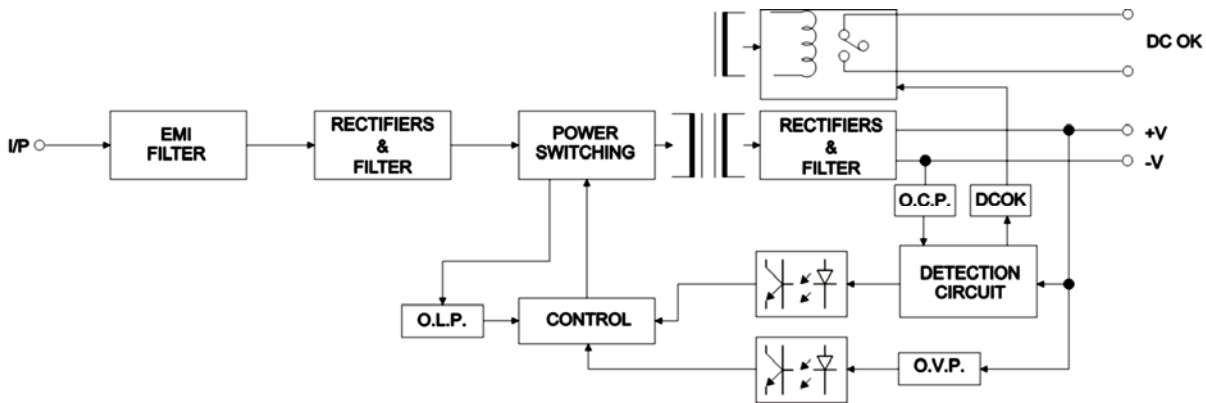 DC OK
I/P
EMI
FILTER
RECTIFIERS
&
FILTER
POWER
SWITCHING
RECTIFIERS
&
FILTER
+V
-V
O.C.P.
DCOK
DETECTION
CIRCUIT
O.L.P.
CONTROL
O.V.P.